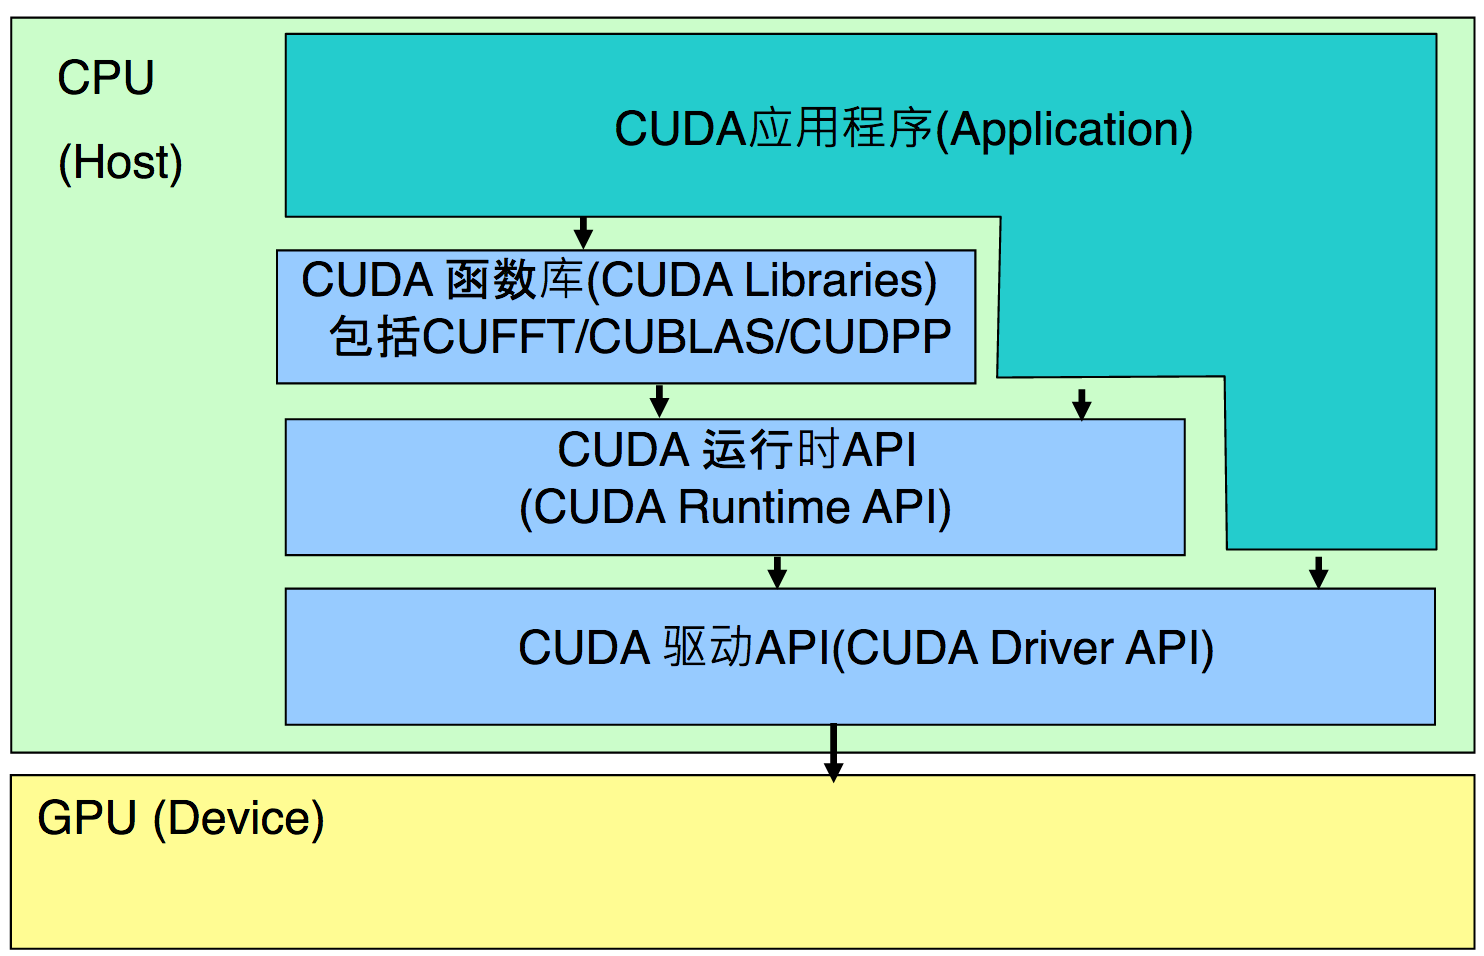 CPU
(Host)
CUDA应用程序(Application)
CUDA 函数库(CUDA Libraries)
包括CUFFT/CUBLAS/CUDPP
CUDA 运行时API
(CUDA Runtime API)
CUDA 驱动API(CUDA Driver API)
GPU (Device)